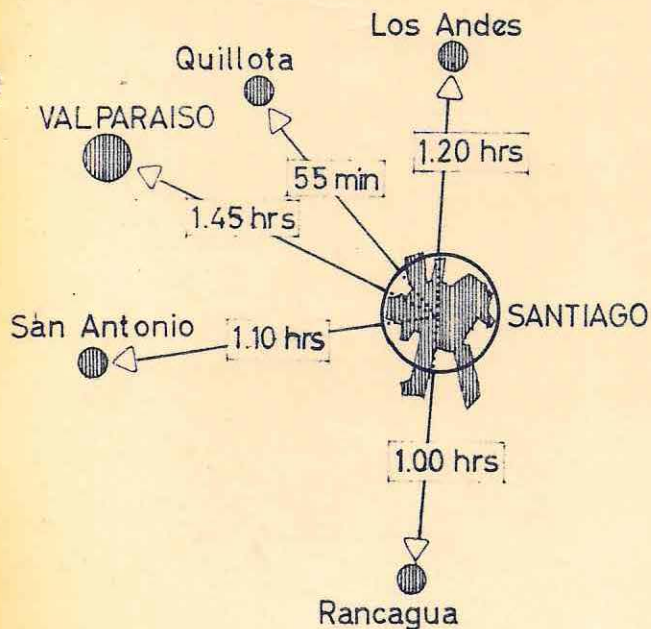 Los Andes
Quillota
VALPARAISO
1.20 hrs
55 min
1.45 hrs
San Antonio
1.10 hrs
SANTIAGO
1.00 hrs
Rancagua